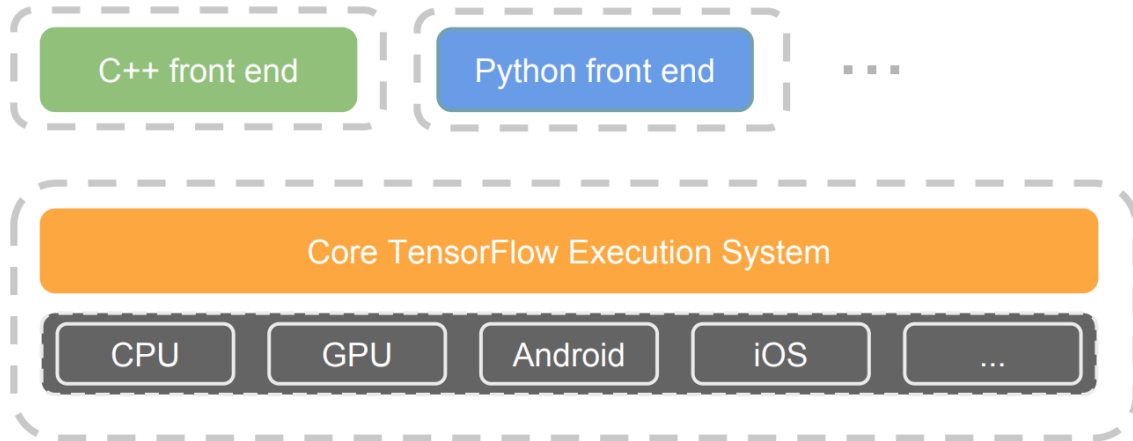 C++ front end
Python front end
...
Core TensorFlow Execution System
CPU
GPU
Android
iOS
...